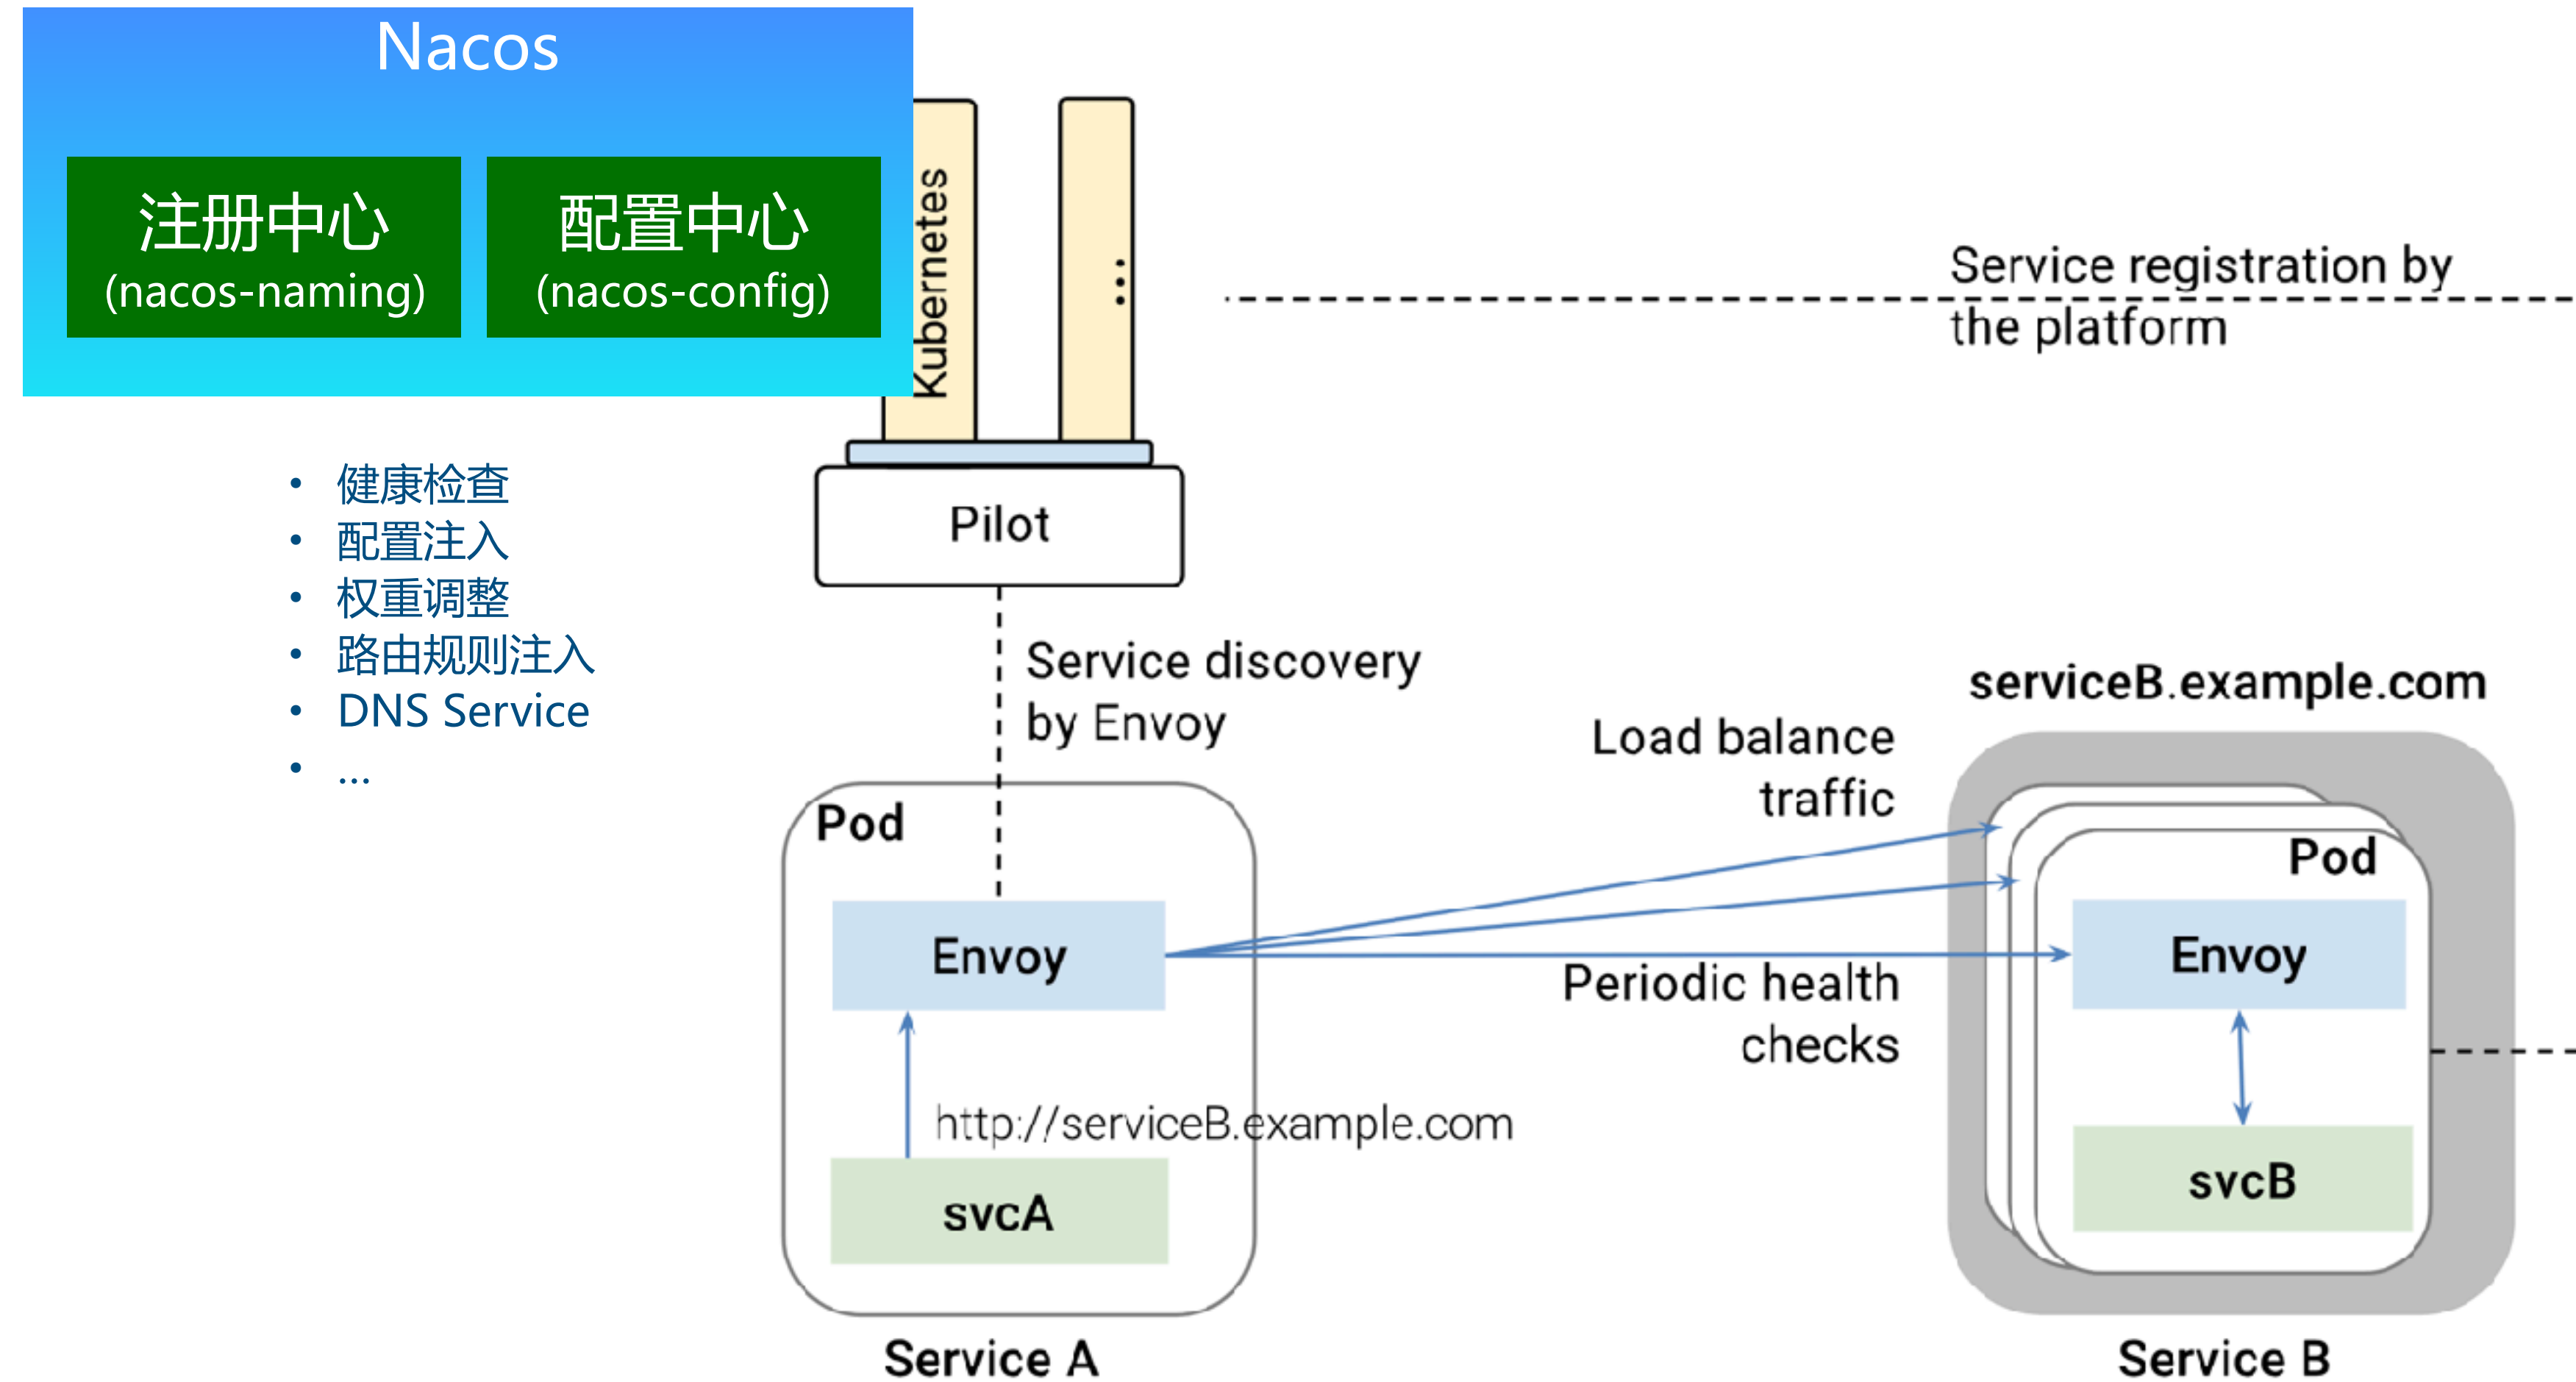 Nacos
注册中心
(nacos-naming)
配置中心
(nacos-config)
Kubernetes
...
Service registration by
the platform
• 健康检查
• 配置注入
• 权重调整
• 路由规则注入
• DNS Service
• ...
Pilot
Service discovery
by Envoy
Load balance
traffic
serviceB.example.com
Pod
Pod
Envoy
Envoy
Periodic health
checks
http://serviceB.example.com
svcA
svcB
Service A
Service B